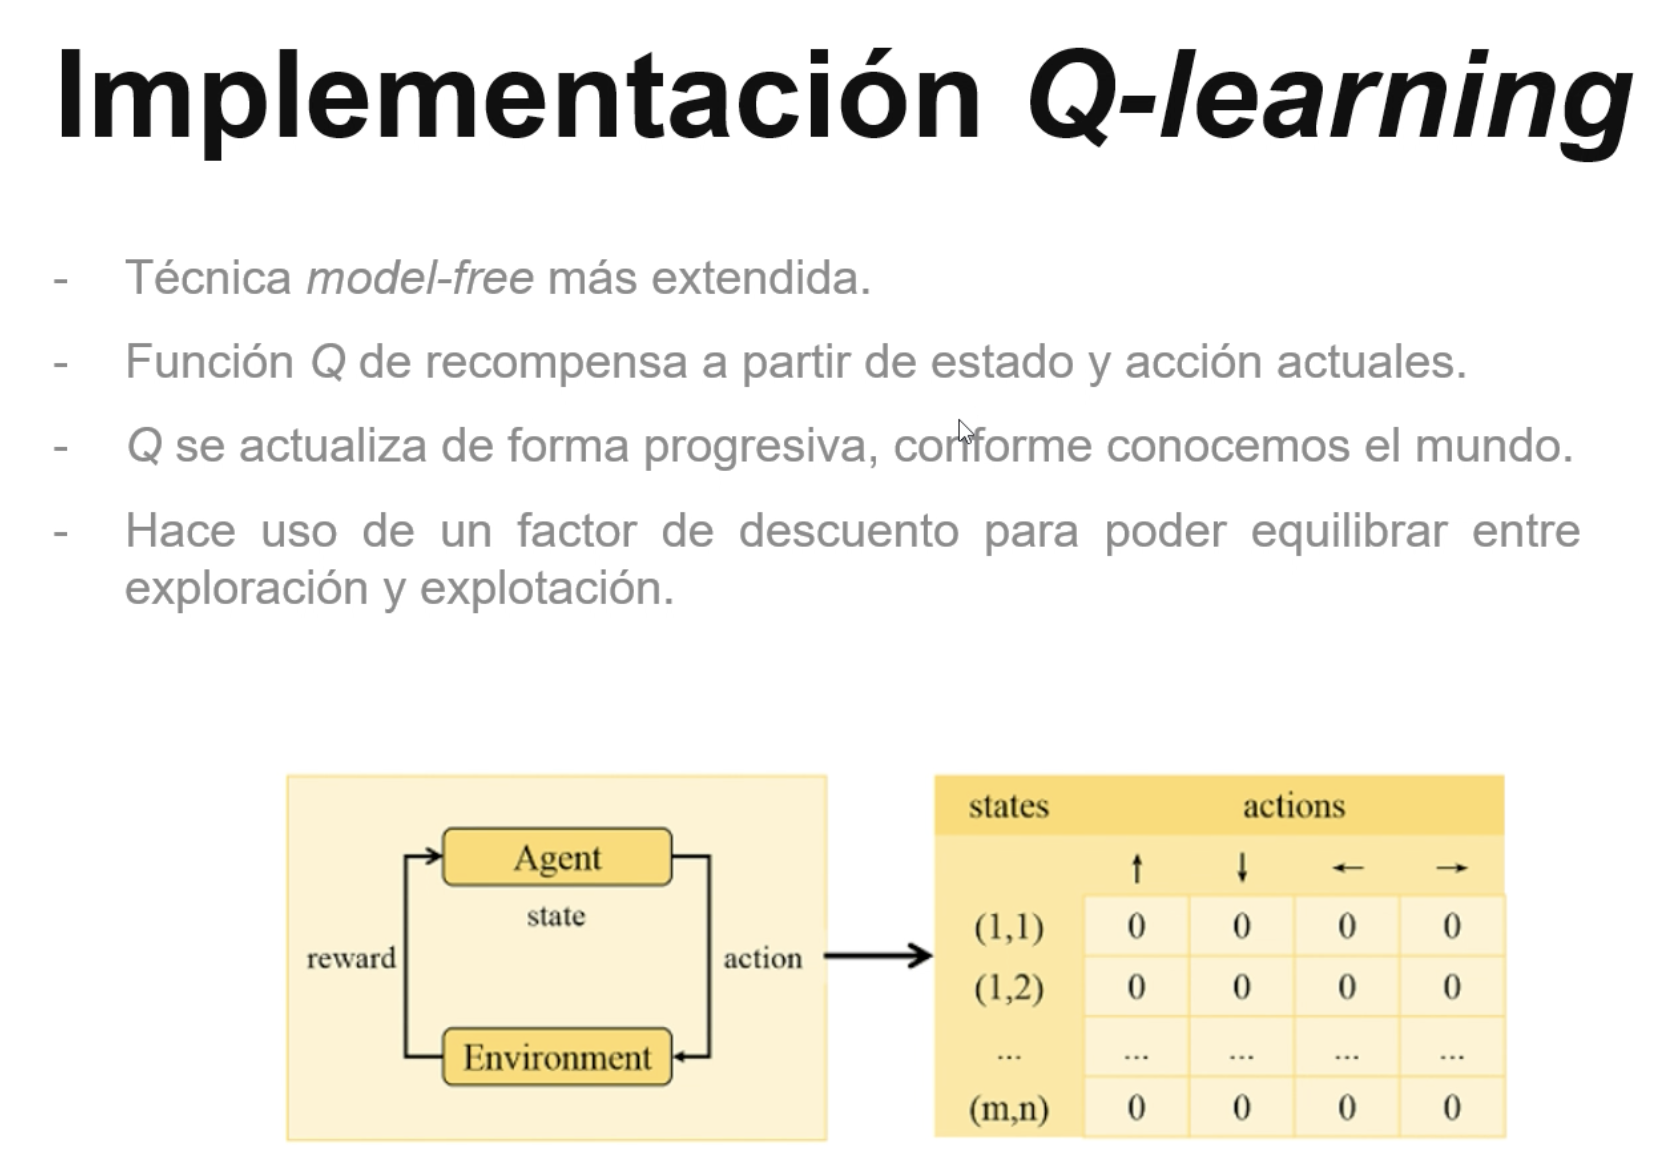 Implementación Q-learning
- Técnica model-free más extendida.
- Función Q de recompensa a partir de estado y acción actuales.
- Q se actualiza de forma progresiva, conforme conocemos el mundo.
- Hace uso de un factor de descuento para poder equilibrar entre
exploración y explotación.
Agent
state
reward
action
Environment
states actions
↑ ↓ ← →
(1,1) 0 0 0 0
(1,2) 0 0 0 0
... ... ... ... ...
(m,n) 0 0 0 0